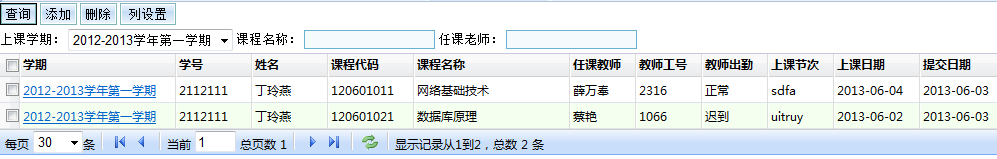 查询 添加 删除 列设置
上课学期： 2012-2013学年第一学期 课程名称： 任课老师：
学期 学号 姓名 课程代码 课程名称 任课教师 教师工号 教师出勤 上课节次 上课日期 提交日期
2012-2013学年第一学期 2112111 丁玲燕 120601011 网络基础技术 薛万奉 2316 正常 sdfa 2013-06-04 2013-06-03
2012-2013学年第一学期 2112111 丁玲燕 120601021 数据库原理 蔡艳 1066 迟到 uitruy 2013-06-02 2013-06-03
每页 30 条 当前 1 总页数 1 显示记录从1到2，总数 2 条